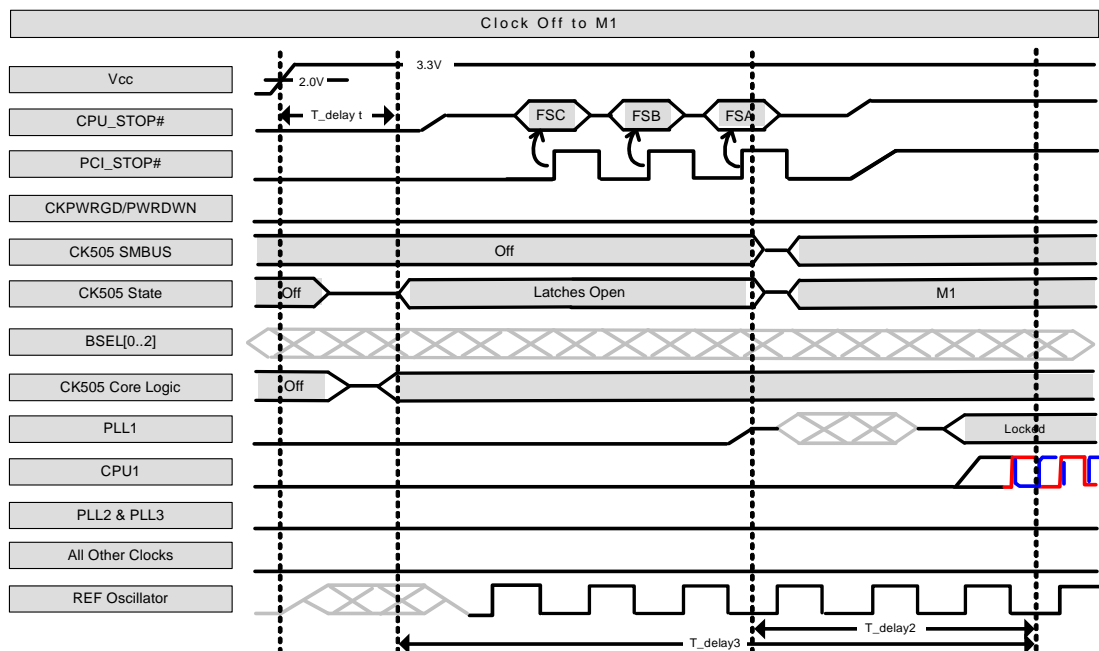 Clock Off to M1
Vcc
2.0V
3.3V
T_delay t
CPU_STOP#
FSC
FSB
FSA
PCI_STOP#
CKPWRGD/PWRDWN
CK505 SMBUS
Off
CK505 State
Off
Latches Open
M1
BSEL[0..2]
CK505 Core Logic
Off
PLL1
Locked
CPU1
PLL2 & PLL3
All Other Clocks
REF Oscillator
T_delay2
T_delay3